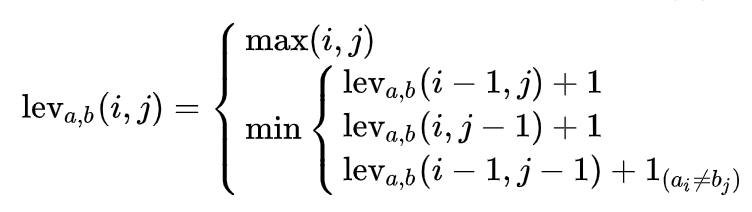 lev_{a,b}(i, j) = { max(i, j)
min { lev_{a,b}(i − 1, j) + 1
lev_{a,b}(i, j − 1) + 1
lev_{a,b}(i − 1, j − 1) + 1_{(a_i≠b_j)}